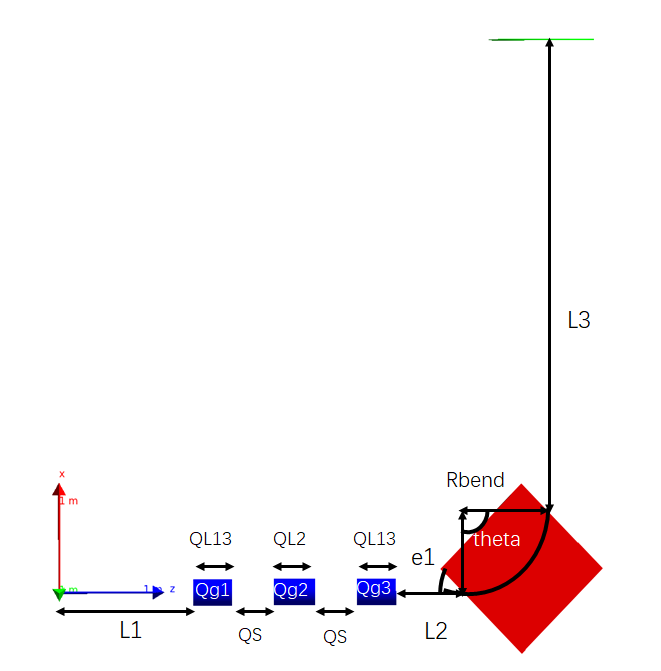 L3
x
1 m
Rbend
QL13
QL2
QL13
theta
e1
Qg1
Qg2
Qg3
z
L1
QS
QS
L2